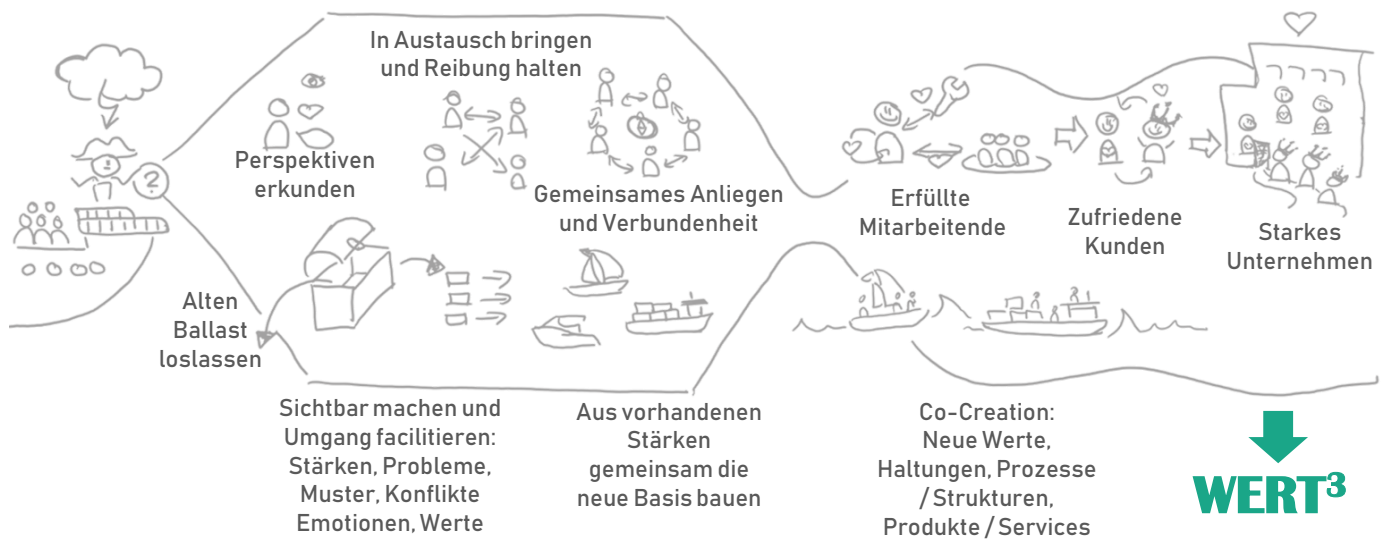 In Austausch bringen
und Reibung halten
Perspektiven
erkunden
Gemeinsames Anliegen
und Verbundenheit
Erfüllte
Mitarbeitende
Zufriedene
Kunden
Starkes
Unternehmen
?
Alten
Ballast
loslassen
Sichtbar machen und
Umgang facilitieren:
Stärken, Probleme,
Muster, Konflikte
Emotionen, Werte
Aus vorhandenen
Stärken
gemeinsam die
neue Basis bauen
Co-Creation:
Neue Werte,
Haltungen, Prozesse
/ Strukturen,
Produkte / Services
WERT³